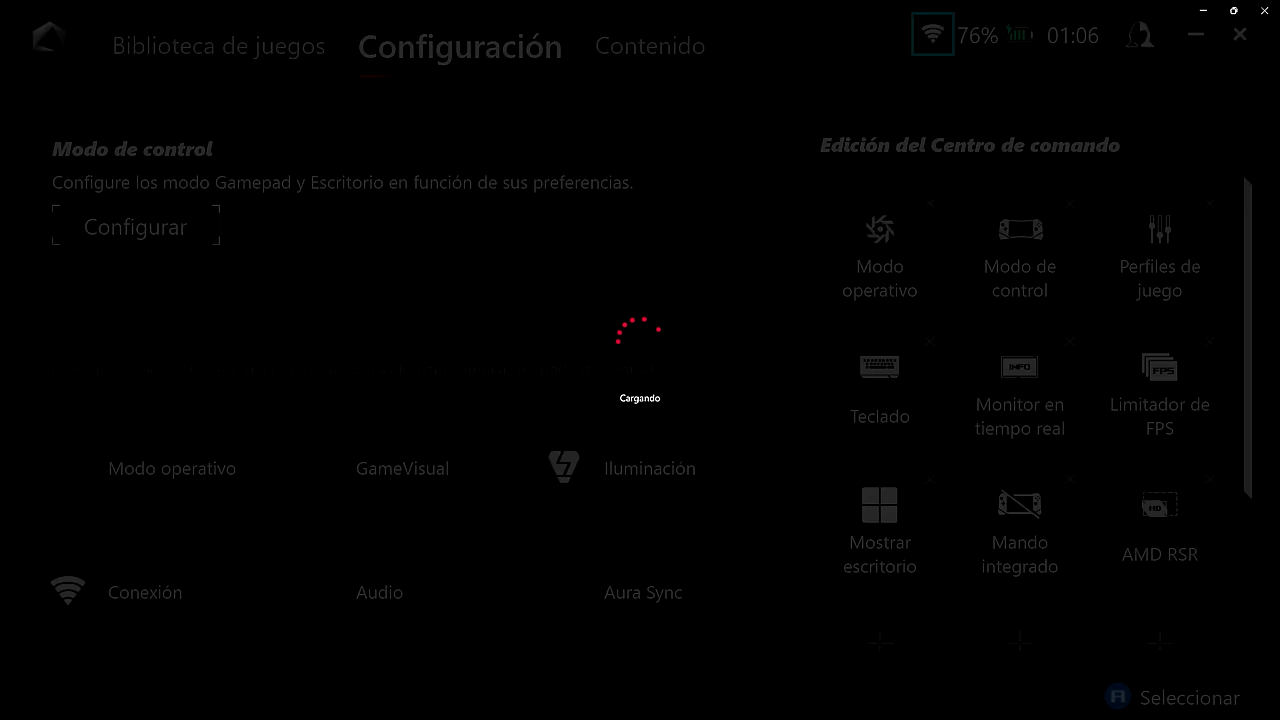 Biblioteca de juegos
Configuración
Contenido
76%
01:06
Modo de control
Configure los modo Gamepad y Escritorio en función de sus preferencias.
Configurar
Cargando
Modo operativo
GameVisual
Iluminación
Conexión
Audio
Aura Sync
Edición del Centro de comando
Modo
operativo
Modo de
control
Perfiles de
juego
Teclado
INFO
Monitor en
tiempo real
FPS
Limitador de
FPS
Mostrar
escritorio
Mando
integrado
HD
AMD RSR
A
Seleccionar